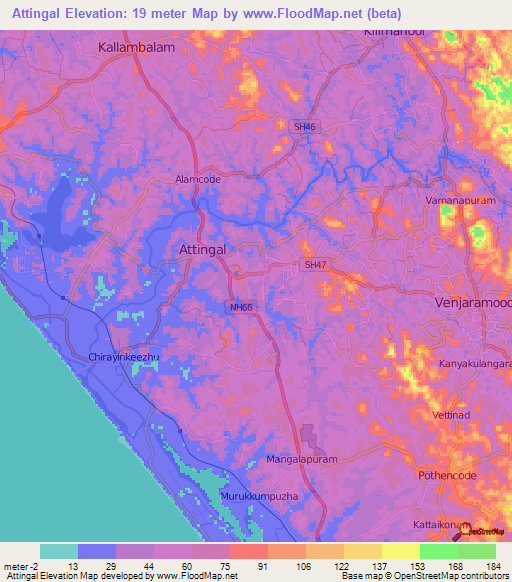 Attingal Elevation: 19 meter Map by www.FloodMap.net (beta)
Kilimanoor
Kallambalam
SH46
Alamcode
Vamanapuram
Attingal
SH47
Venjaramood
NH66
Chirayinkeezhu
Kanyakulangara
Vettinad
Mangalapuram
Pothencode
Murukkumpuzha
Kattaikonam
OpenStreetMap
meter -2 13 29 44 60 75 91 106 122 137 153 168 184
Attingal Elevation Map developed by www.FloodMap.net
Base map © OpenStreetMap contributors